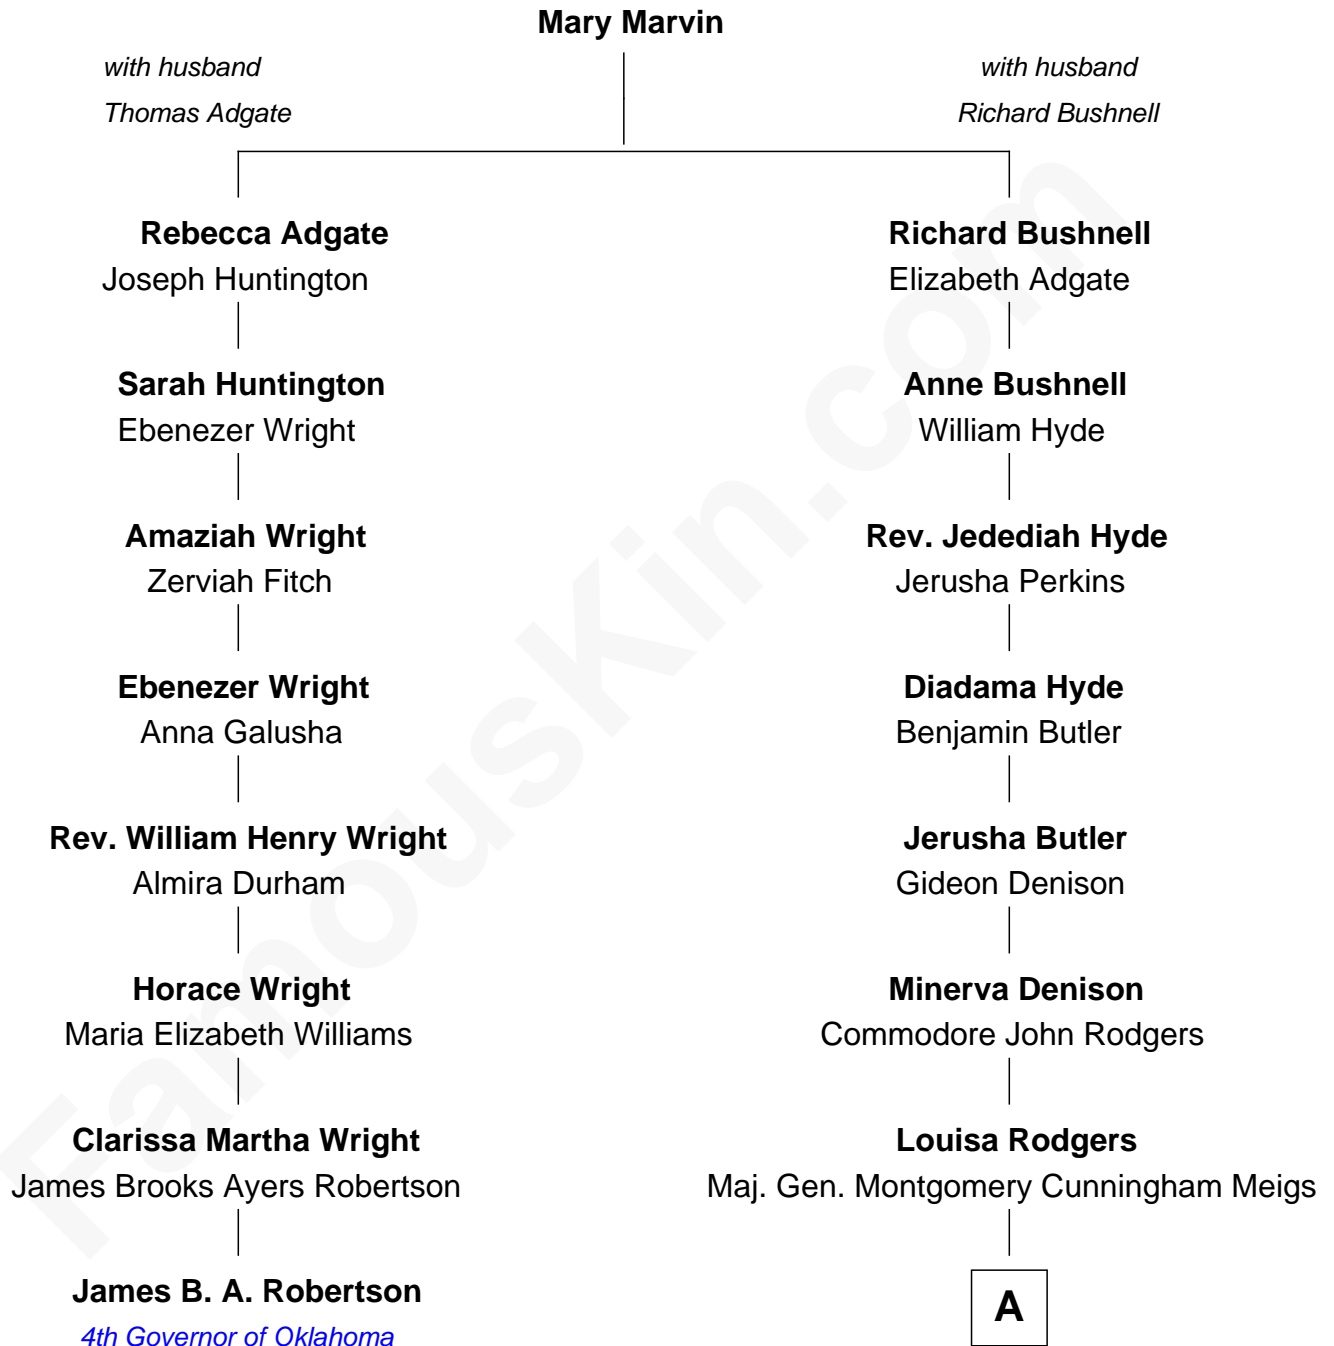 Mary Marvin
with husband
Thomas Adgate
with husband
Richard Bushnell
Rebecca Adgate
Joseph Huntington
Richard Bushnell
Elizabeth Adgate
Sarah Huntington
Ebenezer Wright
Anne Bushnell
William Hyde
Amaziah Wright
Zerviah Fitch
Rev. Jedediah Hyde
Jerusha Perkins
Ebenezer Wright
Anna Galusha
Diadama Hyde
Benjamin Butler
Rev. William Henry Wright
Almira Durham
Jerusha Butler
Gideon Denison
Horace Wright
Maria Elizabeth Williams
Minerva Denison
Commodore John Rodgers
Clarissa Martha Wright
James Brooks Ayers Robertson
Louisa Rodgers
Maj. Gen. Montgomery Cunningham Meigs
James B. A. Robertson
4th Governor of Oklahoma
A
FamousKin.com